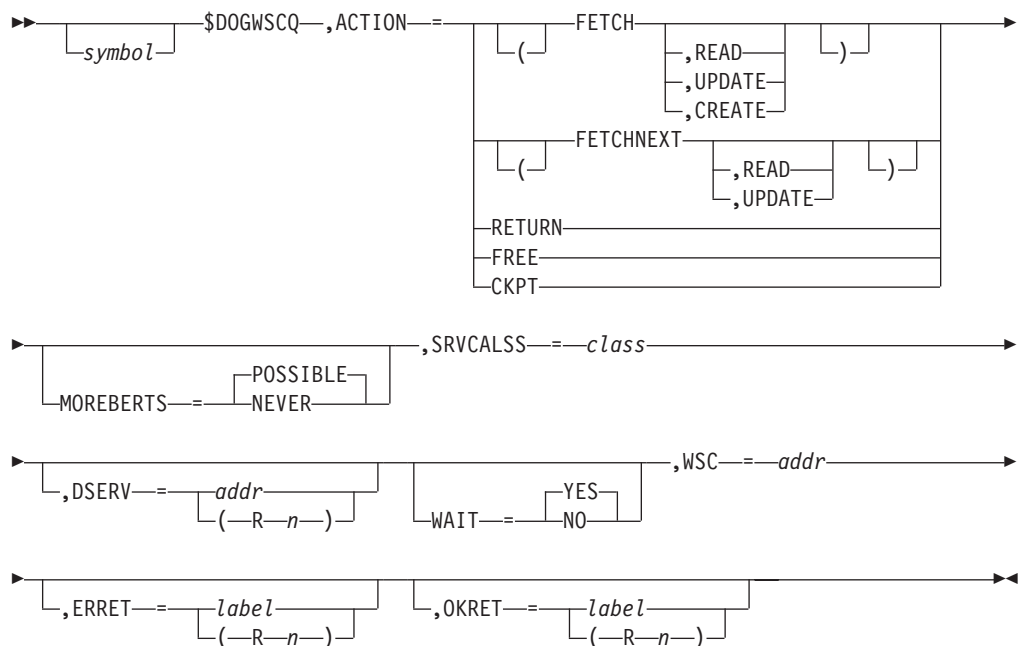 $DOGWSCQ ,ACTION = ( FETCH )
symbol ,READ
,UPDATE
,CREATE
( FETCHNEXT )
,READ
,UPDATE
RETURN
FREE
CKPT
,SRVCALSS = class
POSSIBLE
MOREBERTS = NEVER
,WSC = addr
,DSERV = addr YES
( R n ) WAIT = NO
,ERRET = label ,OKRET = label
( R n ) ( R n )